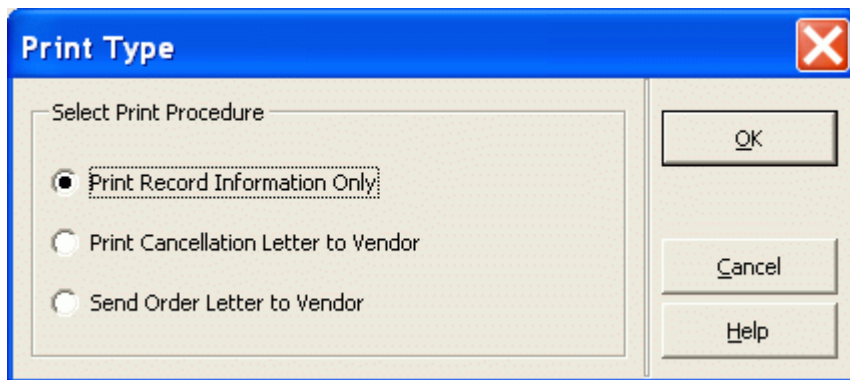 Print Type
Select Print Procedure
Print Record Information Only
Print Cancellation Letter to Vendor
Send Order Letter to Vendor
OK
Cancel
Help